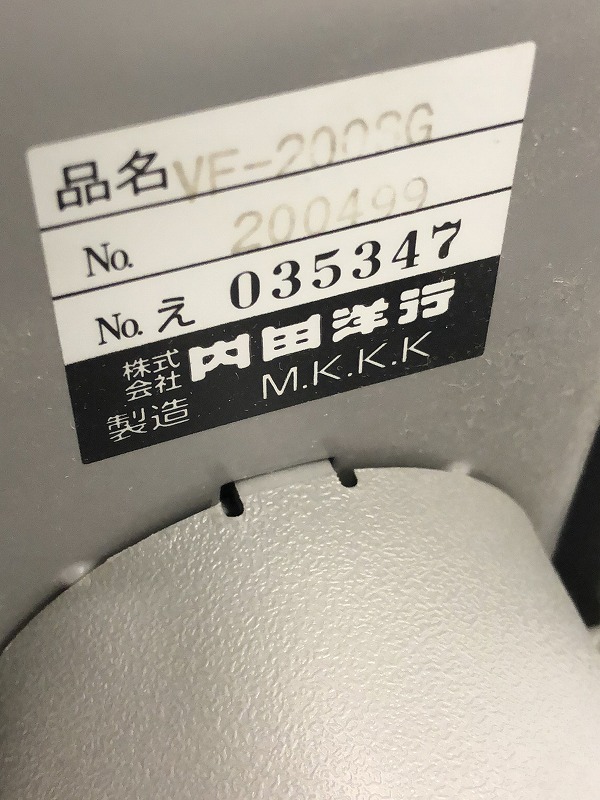 品名 VF-200SG
No. 200499
No. え 035347
株式会社 内田洋行
製造 M.K.K.K